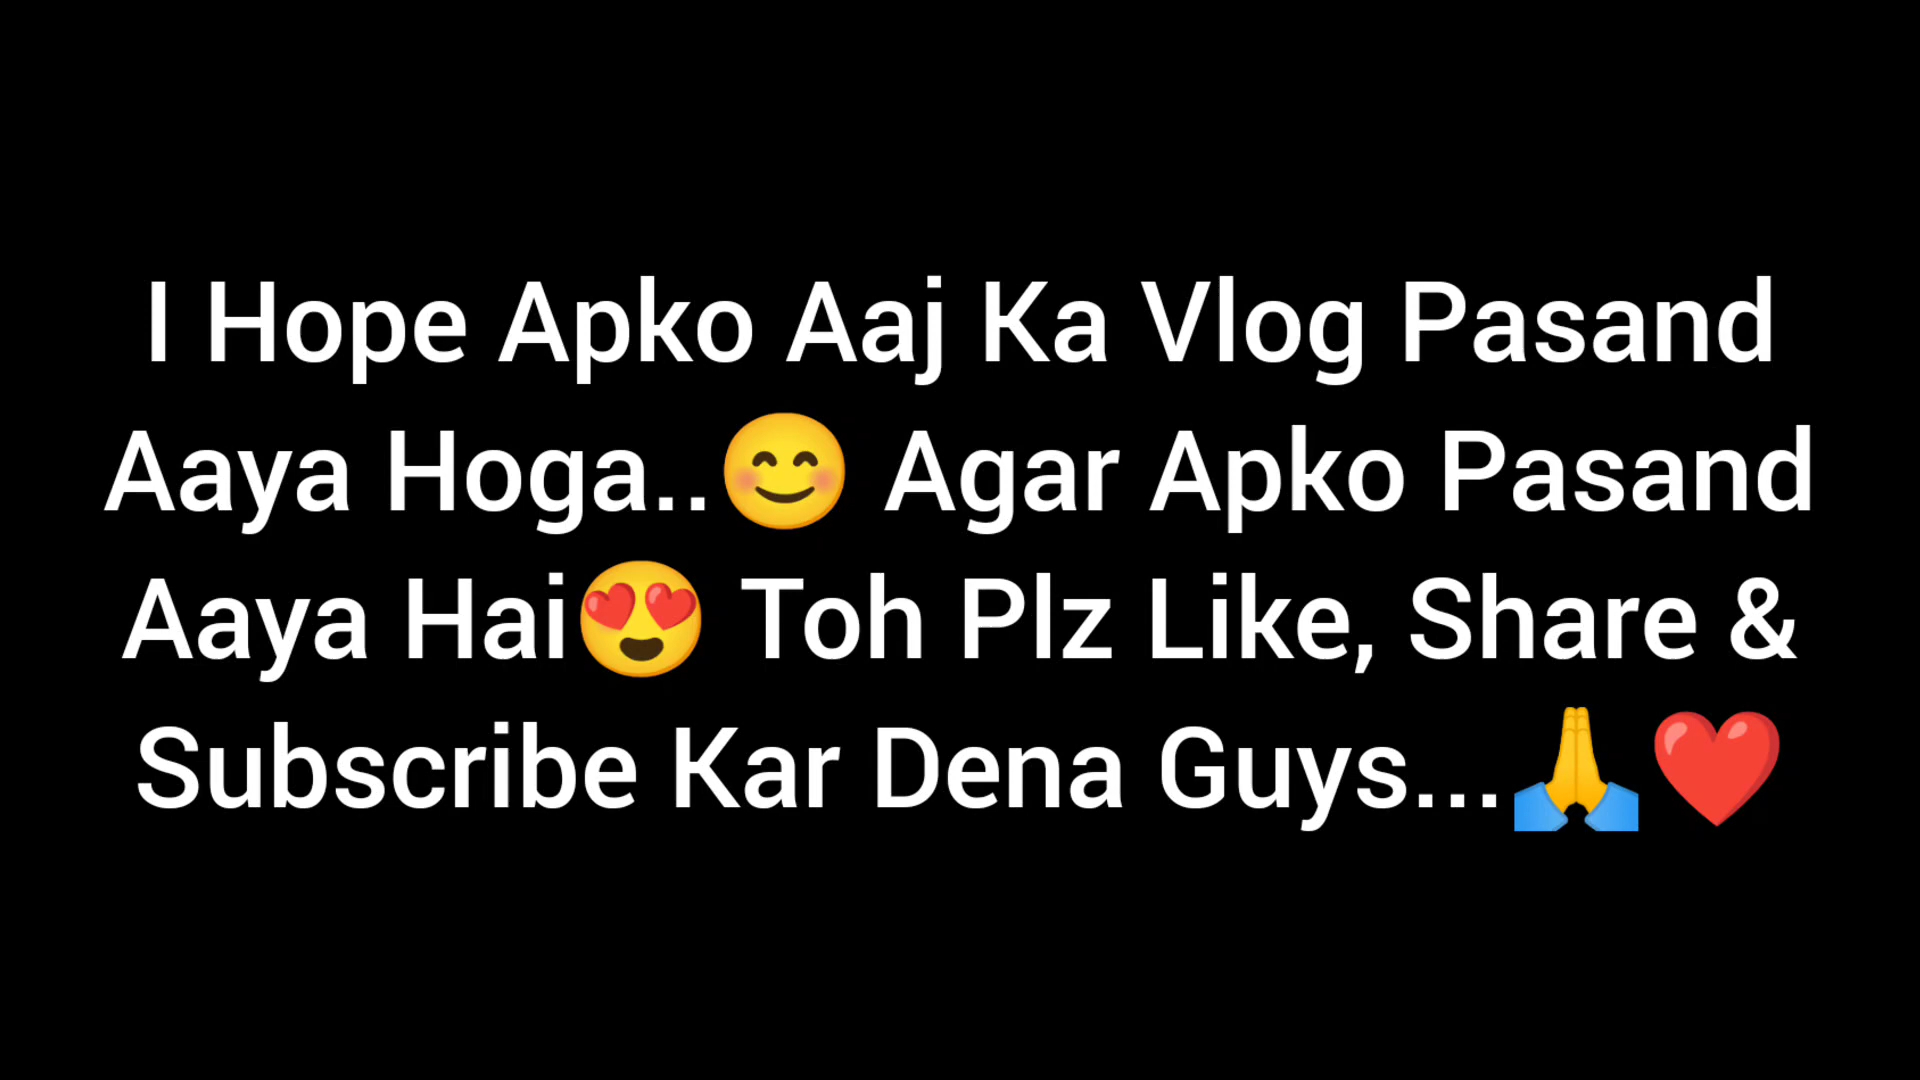 I Hope Apko Aaj Ka Vlog Pasand
Aaya Hoga..😊 Agar Apko Pasand
Aaya Hai😍 Toh Plz Like, Share &
Subscribe Kar Dena Guys...🙏❤️